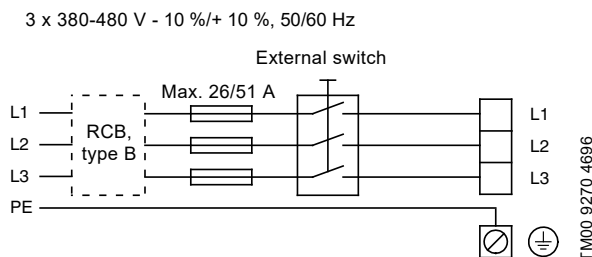 3 x 380-480 V - 10 %/+ 10 %, 50/60 Hz
External switch
Max. 26/51 A
L1
RCB,
type B
L2
L3
PE
L1
L2
L3
TM00 9270 4696